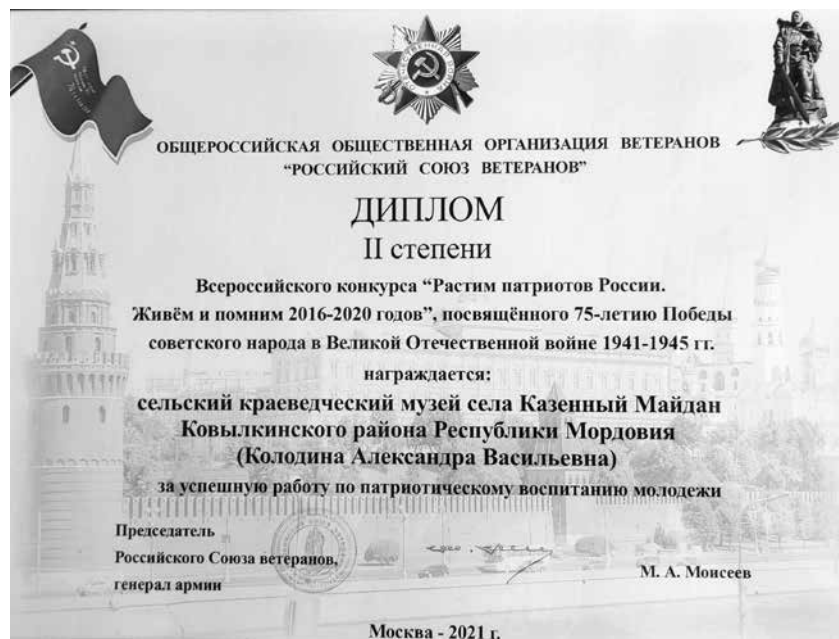 ОТЕЧЕСТВЕННАЯ ВОЙНА
ОБЩЕРОССИЙСКАЯ ОБЩЕСТВЕННАЯ ОРГАНИЗАЦИЯ ВЕТЕРАНОВ
“РОССИЙСКИЙ СОЮЗ ВЕТЕРАНОВ”
ДИПЛОМ
II степени
Всероссийского конкурса “Растим патриотов России.
Живём и помним 2016-2020 годов”, посвящённого 75-летию Победы
советского народа в Великой Отечественной войне 1941-1945 гг.
награждается:
сельский краеведческий музей села Казенный Майдан
Ковылкинского района Республики Мордовия
(Колодина Александра Васильевна)
за успешную работу по патриотическому воспитанию молодежи
Председатель
Российского Союза ветеранов,
генерал армии
М. А. Моисеев
Москва - 2021 г.